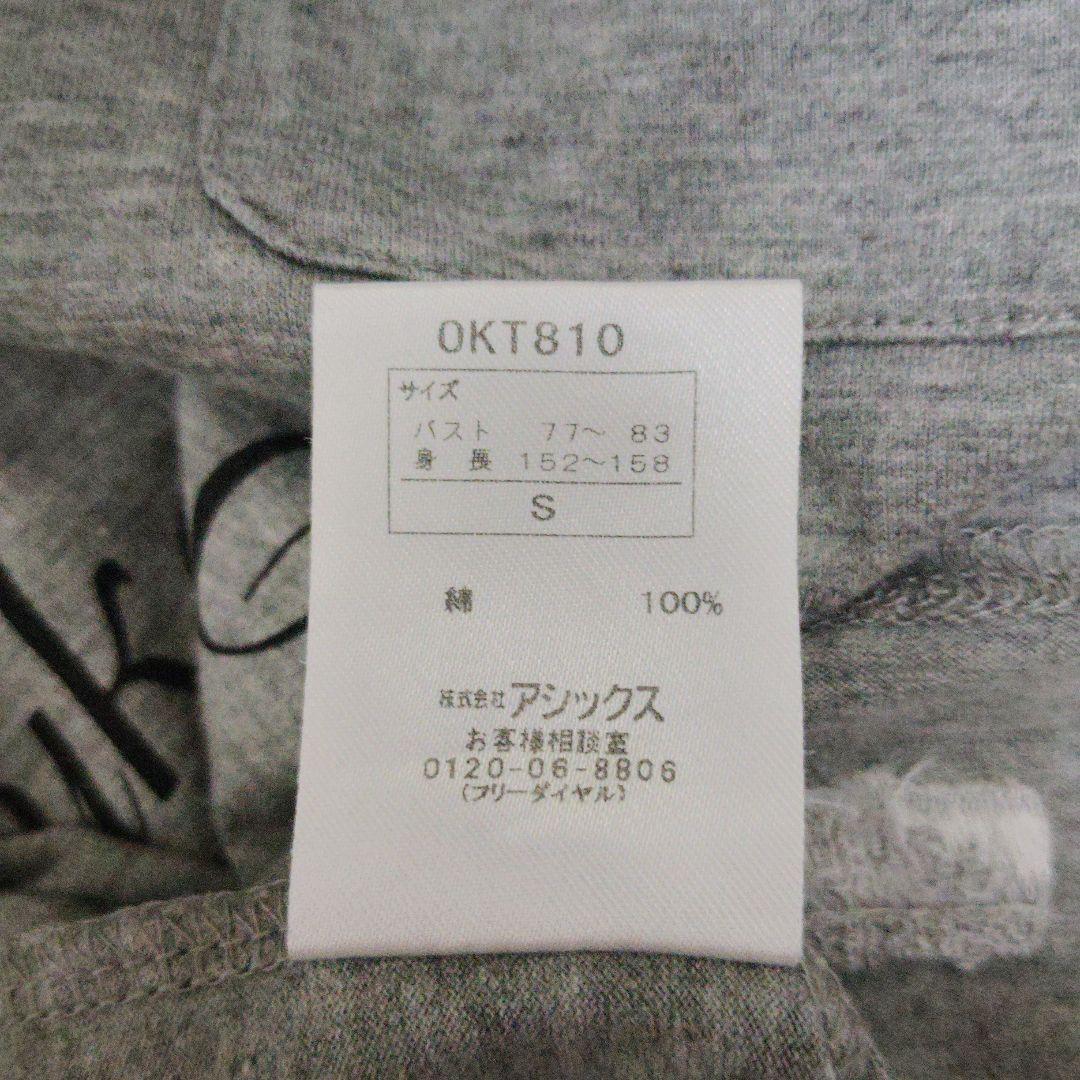 OKT810
サイズ
バスト 77～ 83
身 長 152～158
S
綿 100%
株式会社 アシックス
お客様相談室
0120-06-8806
(フリーダイヤル)